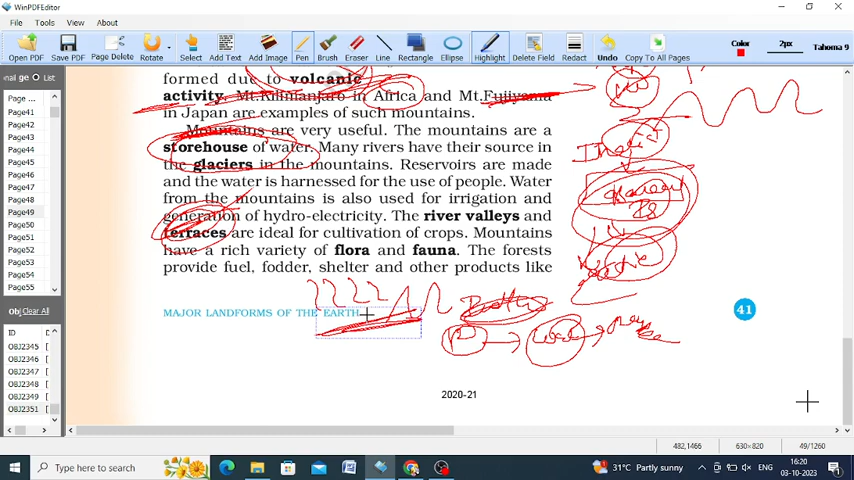 WinPDFEditor
File Tools View About
Open PDF Save PDF Page Delete Rotate Select Add Text Add Image Pen Brush Eraser Line Rectangle Ellipse Highlight Delete Field Redact Undo Copy To All Pages Color 2px Tahoma 9
nail ge List
Page ...
Page41
Page42
Page43
Page44
Page45
Page46
Page47
Page48
Page49
Page50
Page51
Page52
Page53
Page54
Page55
Obj Clear All
ID D
OBJ2345 [
OBJ2346 [
OBJ2347 [
OBJ2348 [
OBJ2349 [
OBJ2351 [
formed due to volcanic
activity. Mt.Kilimanjaro in Africa and Mt.Fujiyama
in Japan are examples of such mountains.
Mountains are very useful. The mountains are a
storehouse of water. Many rivers have their source in
the glaciers in the mountains. Reservoirs are made
and the water is harnessed for the use of people. Water
from the mountains is also used for irrigation and
generation of hydro-electricity. The river valleys and
terraces are ideal for cultivation of crops. Mountains
have a rich variety of flora and fauna. The forests
provide fuel, fodder, shelter and other products like
MAJOR LANDFORMS OF THE EARTH
41
2020-21
482,1466 630×820 49/1260
Type here to search
31°C Partly sunny
ENG
16:20
03-10-2023